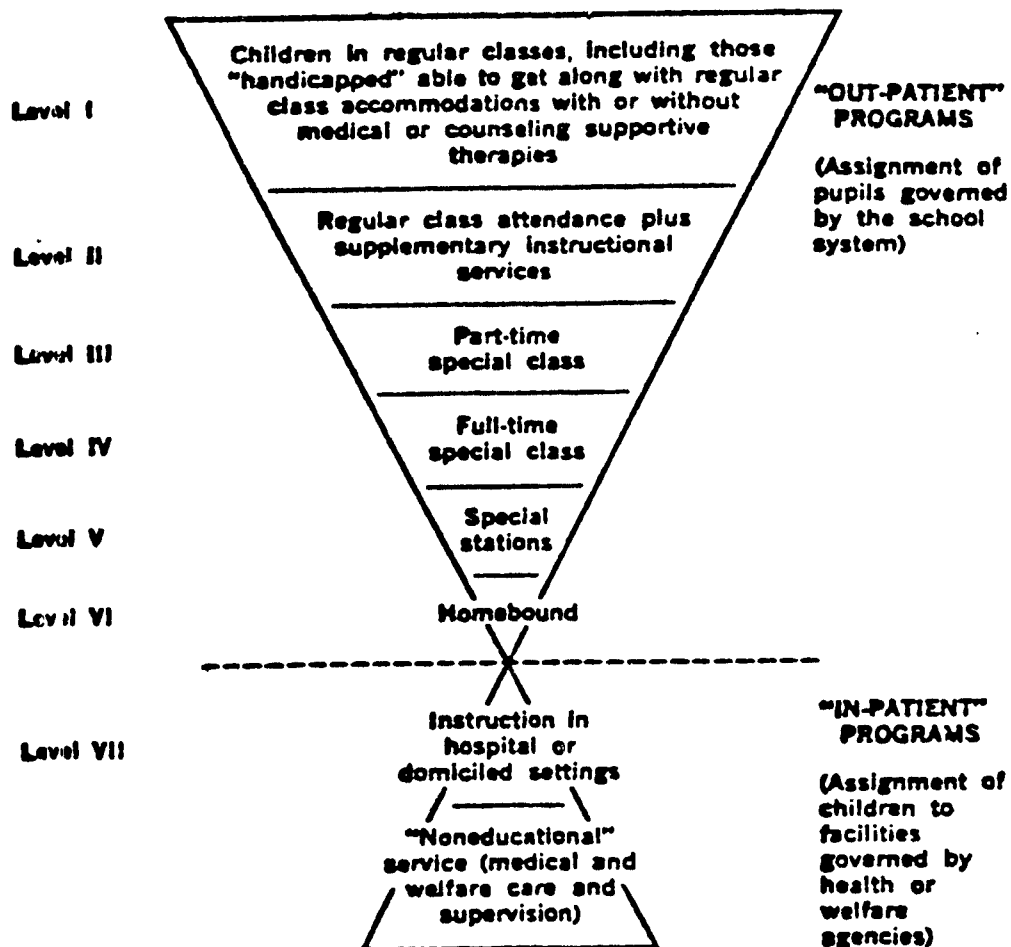 Level I
Children in regular classes, including those
"handicapped" able to get along with regular
class accommodations with or without
medical or counseling supportive
therapies
"OUT-PATIENT"
PROGRAMS
(Assignment of
pupils governed
by the school
system)
Level II
Regular class attendance plus
supplementary instructional
services
Level III
Part-time
special class
Level IV
Full-time
special class
Level V
Special
stations
Level VI
Homebound
Level VII
Instruction in
hospital or
domiciled settings
"IN-PATIENT"
PROGRAMS
(Assignment of
children to
facilities
governed by
health or
welfare
agencies)
"Noneducational"
service (medical and
welfare care and
supervision)